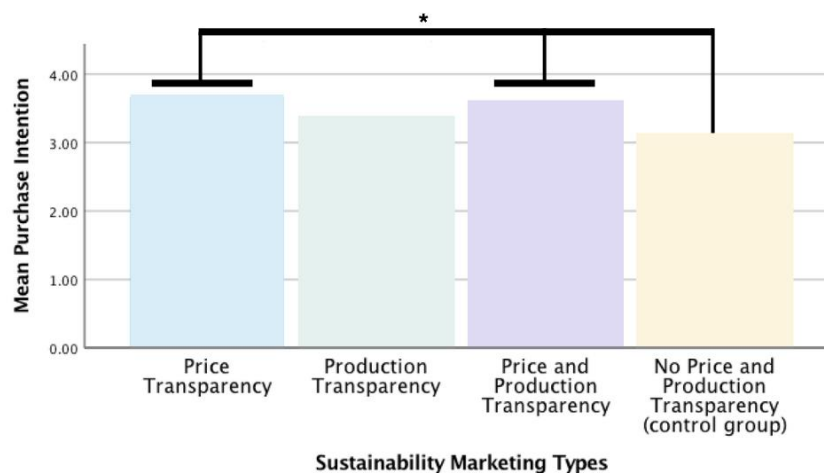 *
4.00
3.00
2.00
1.00
0.00
Mean Purchase Intention
Price
Transparency
Production
Transparency
Price and
Production
Transparency
No Price and
Production
Transparency
(control group)
Sustainability Marketing Types